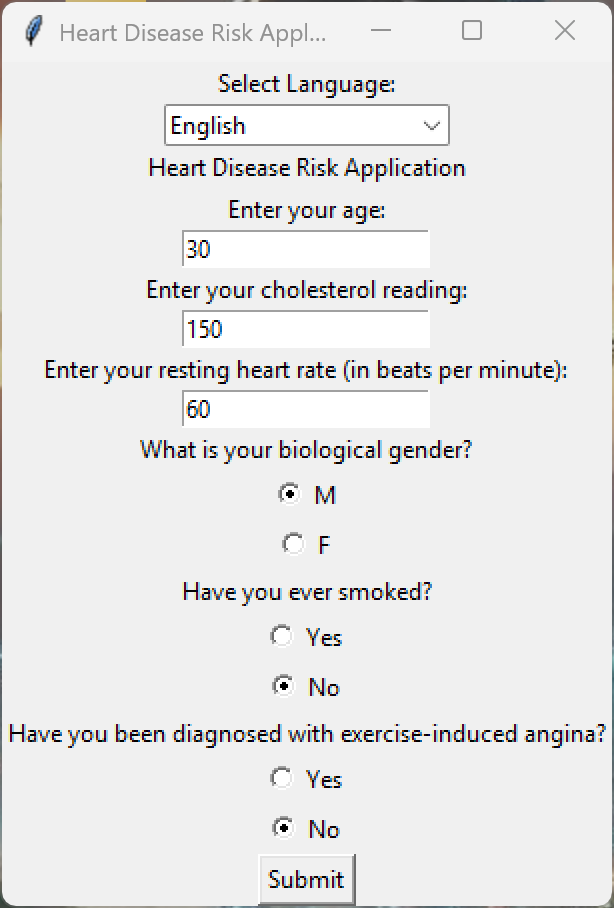 Heart Disease Risk Appl...
Select Language:
English
Heart Disease Risk Application
Enter your age:
30
Enter your cholesterol reading:
150
Enter your resting heart rate (in beats per minute):
60
What is your biological gender?
M
F
Have you ever smoked?
Yes
No
Have you been diagnosed with exercise-induced angina?
Yes
No
Submit